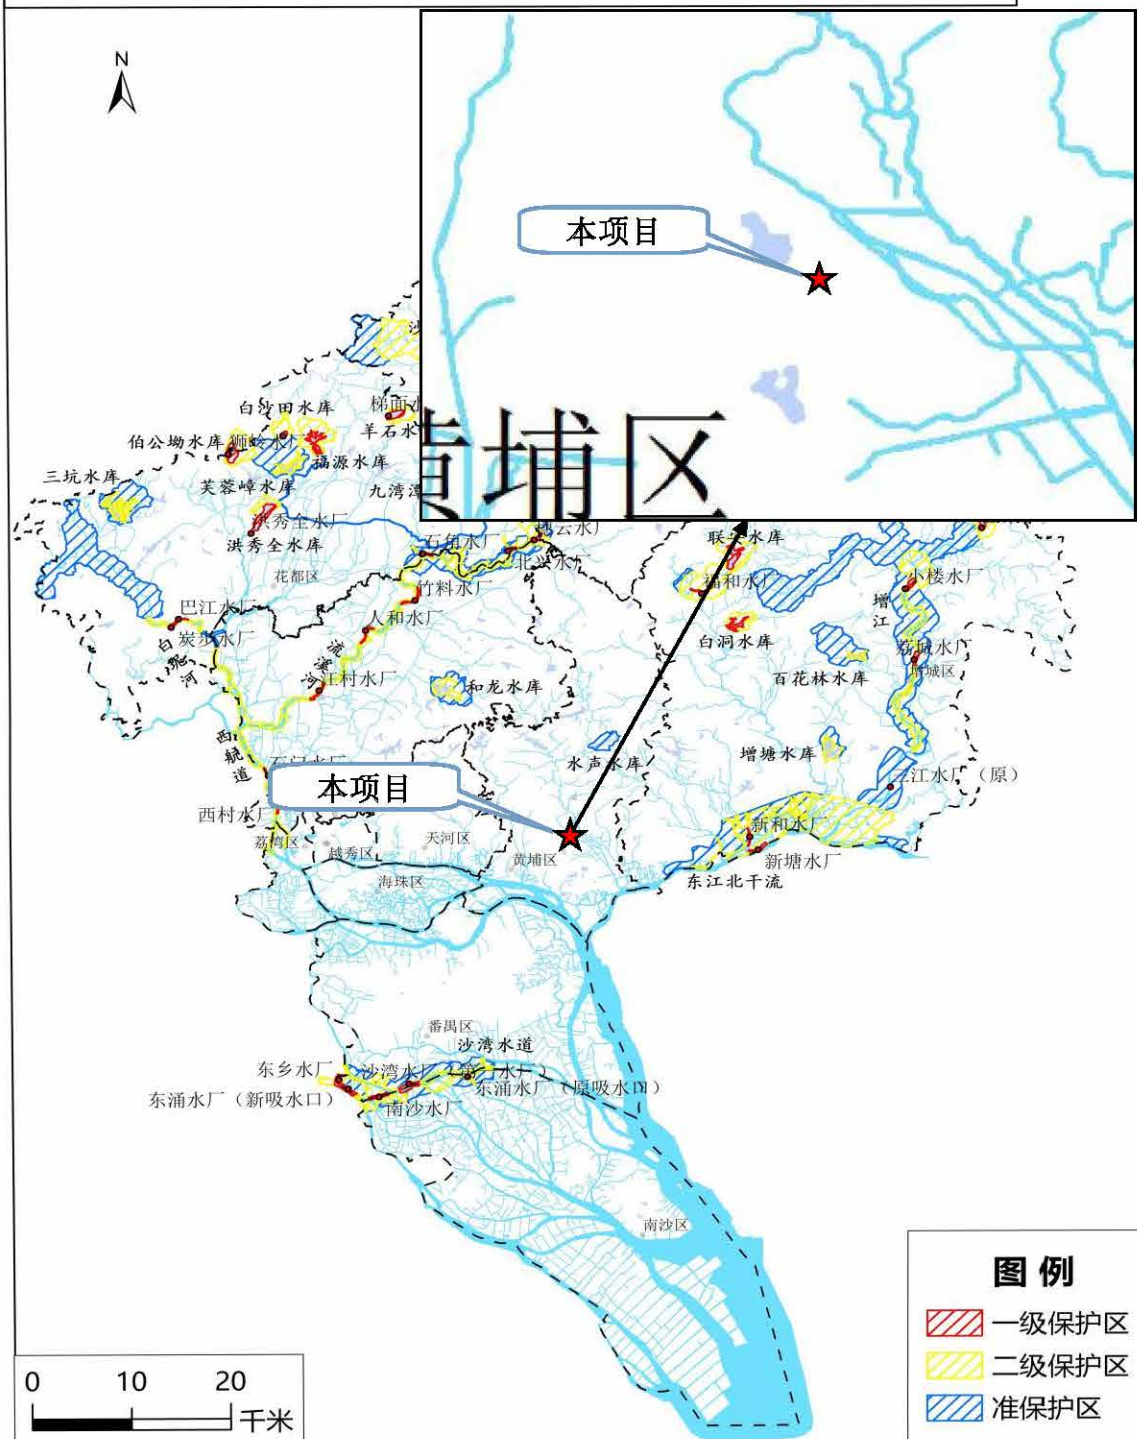 N
本项目
埔区
白沙田水库
伯公坳水库
羊石水
福源水库
三坑水库
芙蓉嶂水库
九湾潭
洪秀全水厂
洪秀全水库
石角水厂
北兴水厂
联安水库
花都区
竹料水厂
福和水厂
小楼水厂
巴江水厂
人和水厂
增江
炭步水厂
白洞水库
荔城水厂
白坭河
流溪河
江村水厂
和龙水库
百花林水库
增城区
西航道
水声水库
增塘水库
石门水厂
三江水厂（原）
本项目
西村水厂
新和水厂
荔湾区
越秀区
天河区
黄埔区
新塘水厂
海珠区
东江北干流
番禺区
沙湾水道
东乡水厂
东涌水厂（新吸水口）
南沙水厂
东涌水厂（原吸水口）
南沙区
图例
一级保护区
二级保护区
准保护区
0 10 20
千米